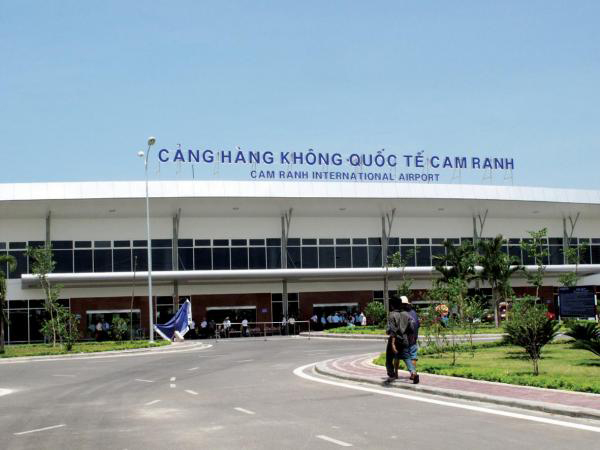 CẢNG HÀNG KHÔNG QUỐC TẾ CAM RANH
CAM RANH INTERNATIONAL AIRPORT